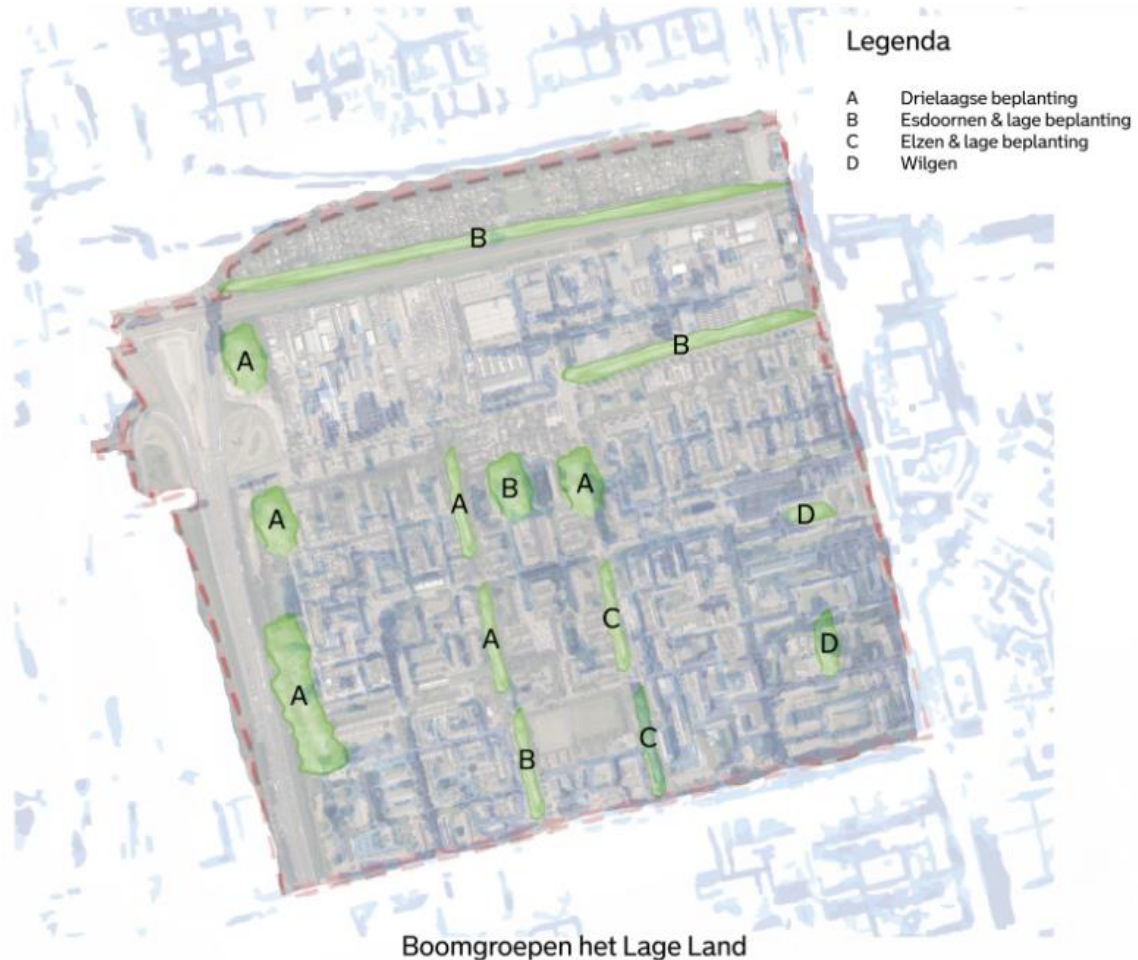 Legenda
A Drielaagse beplanting
B Esdoornen & lage beplanting
C Elzen & lage beplanting
D Wilgen
B
B
A
A
B
A
A
D
C
A
D
A
C
B
Boomgroepen het Lage Land